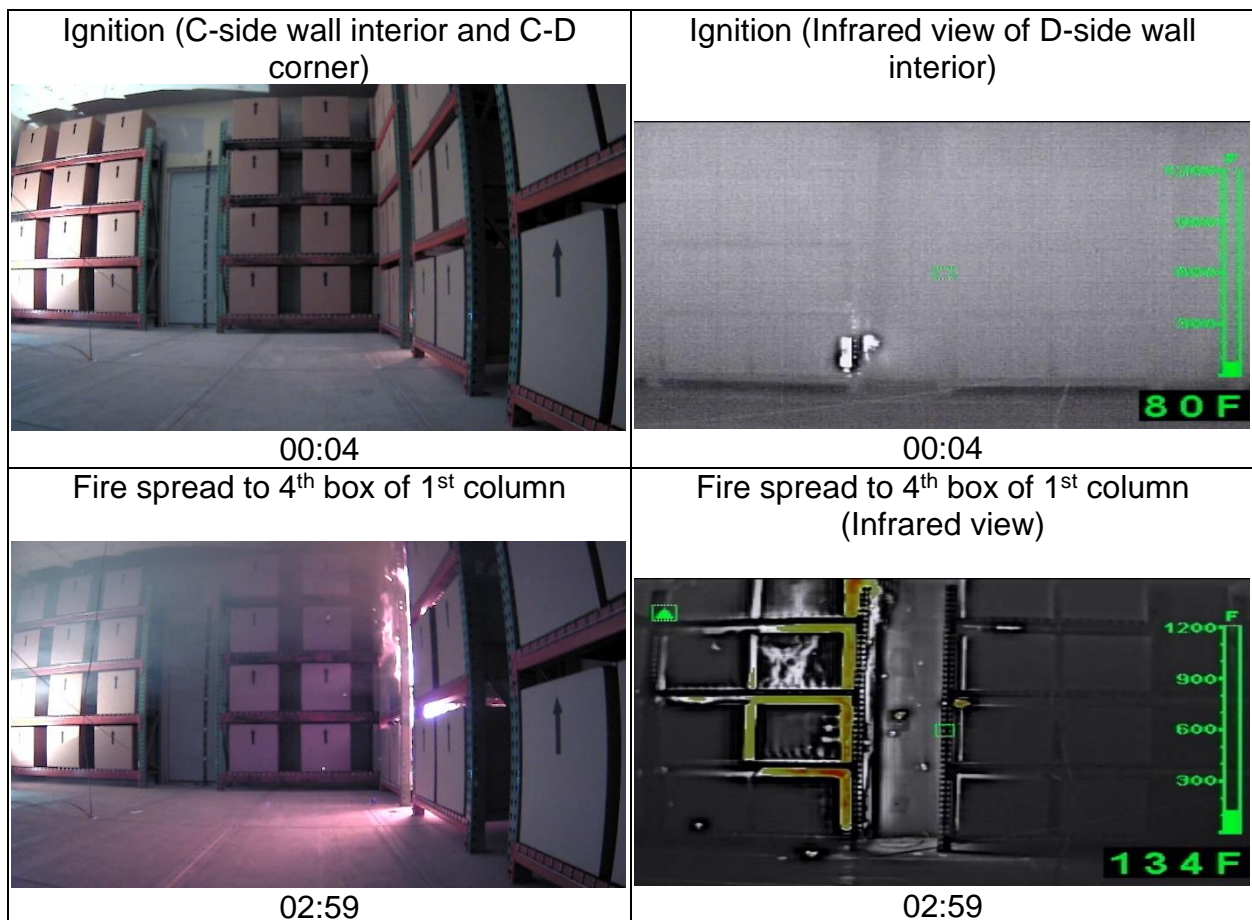 Ignition (C-side wall interior and C-D
corner)
Ignition (Infrared view of D-side wall
interior)
F
80F
00:04
00:04
Fire spread to 4th box of 1st column
Fire spread to 4th box of 1st column
(Infrared view)
F
1200
900
600
300
134F
02:59
02:59